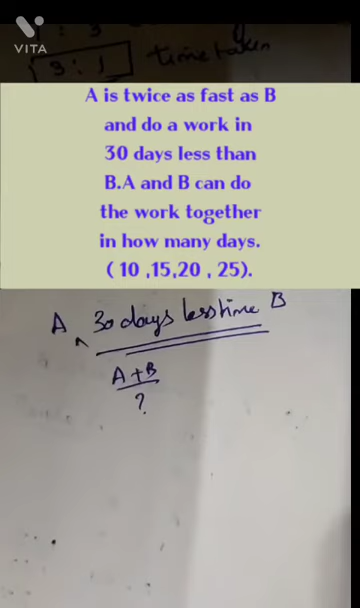 : 3
3 : 1 time taken
VITA
A is twice as fast as B
and do a work in
30 days less than
B.A and B can do
the work together
in how many days.
( 10 ,15,20 , 25).
A 30 days less time B
A + B
?